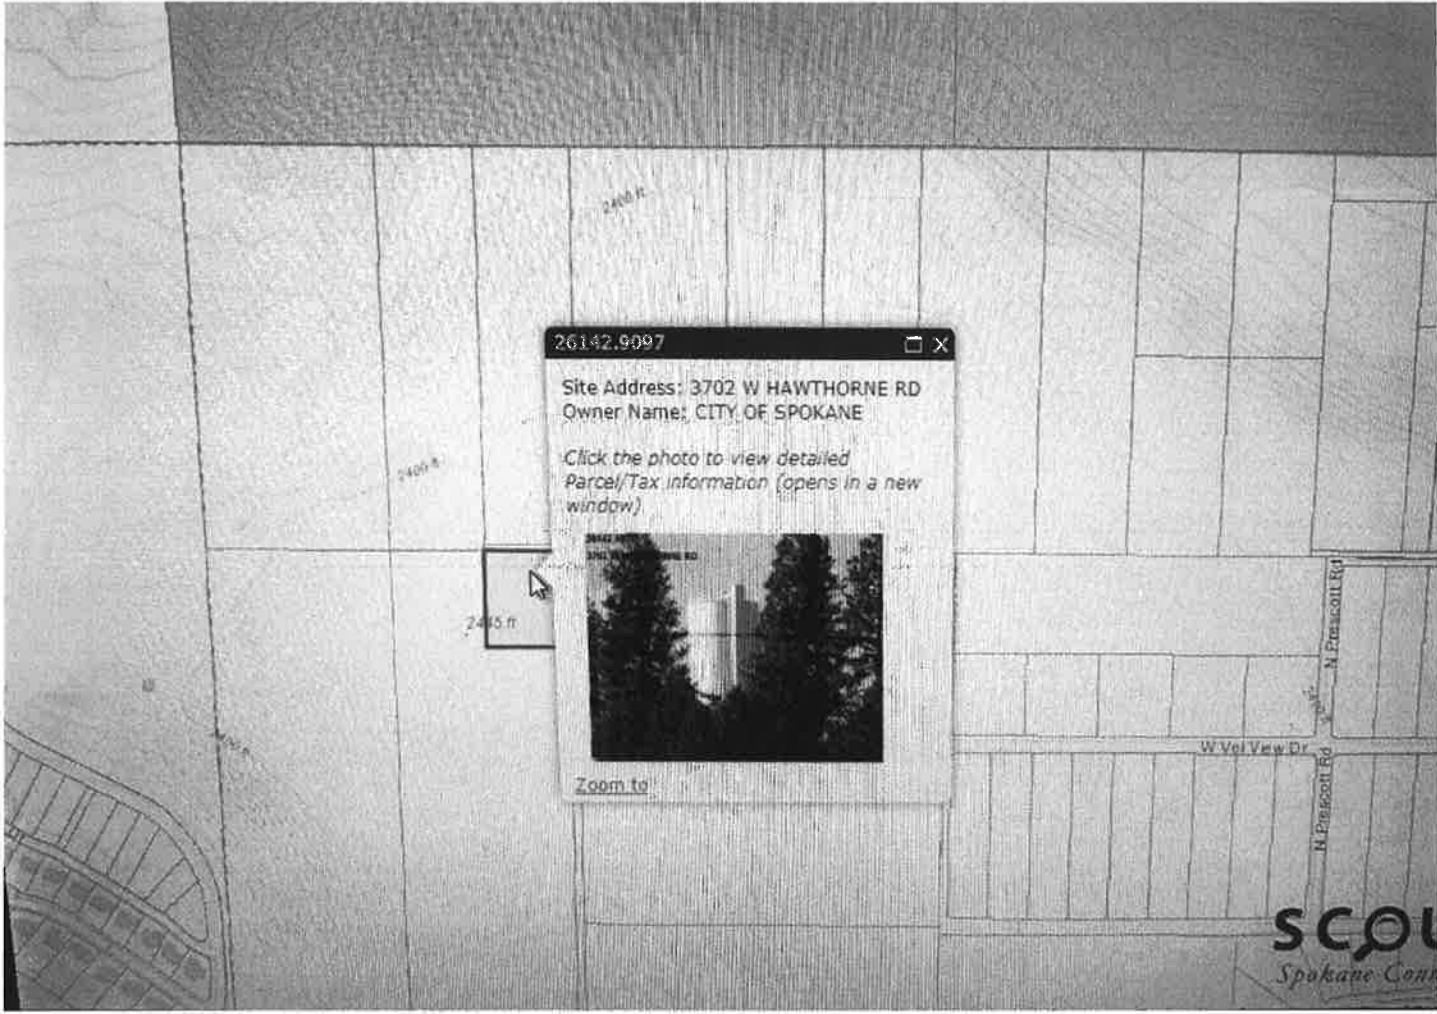 2400 ft
26142.9097
Site Address: 3702 W HAWTHORNE RD
Owner Name: CITY OF SPOKANE
Click the photo to view detailed
Parcel/Tax information (opens in a new
window)
2400 ft
2445 ft
N Prescott Rd
W Vol View Dr
N Prescott Rd
Zoom to
SCOU
Spokane Coun